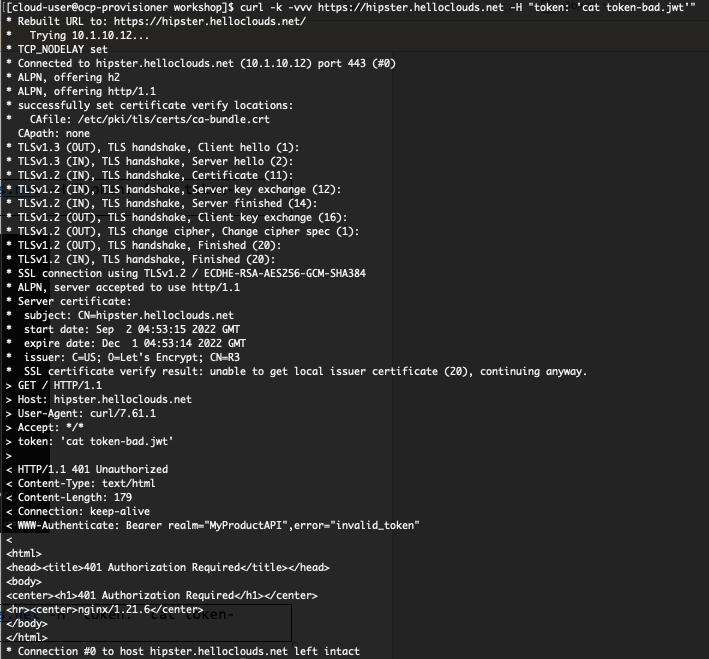 [[cloud-user@ocp-provisioner workshop]$ curl -k -vvv https://hipster.helloclouds.net -H "token: 'cat token-bad.jwt'"
* Rebuilt URL to: https://hipster.helloclouds.net/
*   Trying 10.1.10.12...
* TCP_NODELAY set
* Connected to hipster.helloclouds.net (10.1.10.12) port 443 (#0)
* ALPN, offering h2
* ALPN, offering http/1.1
* successfully set certificate verify locations:
*   CAfile: /etc/pki/tls/certs/ca-bundle.crt
  CApath: none
* TLSv1.3 (OUT), TLS handshake, Client hello (1):
* TLSv1.3 (IN), TLS handshake, Server hello (2):
* TLSv1.2 (IN), TLS handshake, Certificate (11):
* TLSv1.2 (IN), TLS handshake, Server key exchange (12):
* TLSv1.2 (IN), TLS handshake, Server finished (14):
* TLSv1.2 (OUT), TLS handshake, Client key exchange (16):
* TLSv1.2 (OUT), TLS change cipher, Change cipher spec (1):
* TLSv1.2 (OUT), TLS handshake, Finished (20):
* TLSv1.2 (IN), TLS handshake, Finished (20):
* SSL connection using TLSv1.2 / ECDHE-RSA-AES256-GCM-SHA384
* ALPN, server accepted to use http/1.1
* Server certificate:
*  subject: CN=hipster.helloclouds.net
*  start date: Sep  2 04:53:15 2022 GMT
*  expire date: Dec  1 04:53:14 2022 GMT
*  issuer: C=US; O=Let's Encrypt; CN=R3
*  SSL certificate verify result: unable to get local issuer certificate (20), continuing anyway.
> GET / HTTP/1.1
> Host: hipster.helloclouds.net
> User-Agent: curl/7.61.1
> Accept: */*
> token: 'cat token-bad.jwt'
>
< HTTP/1.1 401 Unauthorized
< Content-Type: text/html
< Content-Length: 179
< Connection: keep-alive
< WWW-Authenticate: Bearer realm="MyProductAPI",error="invalid_token"
<
<html>
<head><title>401 Authorization Required</title></head>
<body>
<center><h1>401 Authorization Required</h1></center>
<hr><center>nginx/1.21.6</center>
</body>
</html>
* Connection #0 to host hipster.helloclouds.net left intact